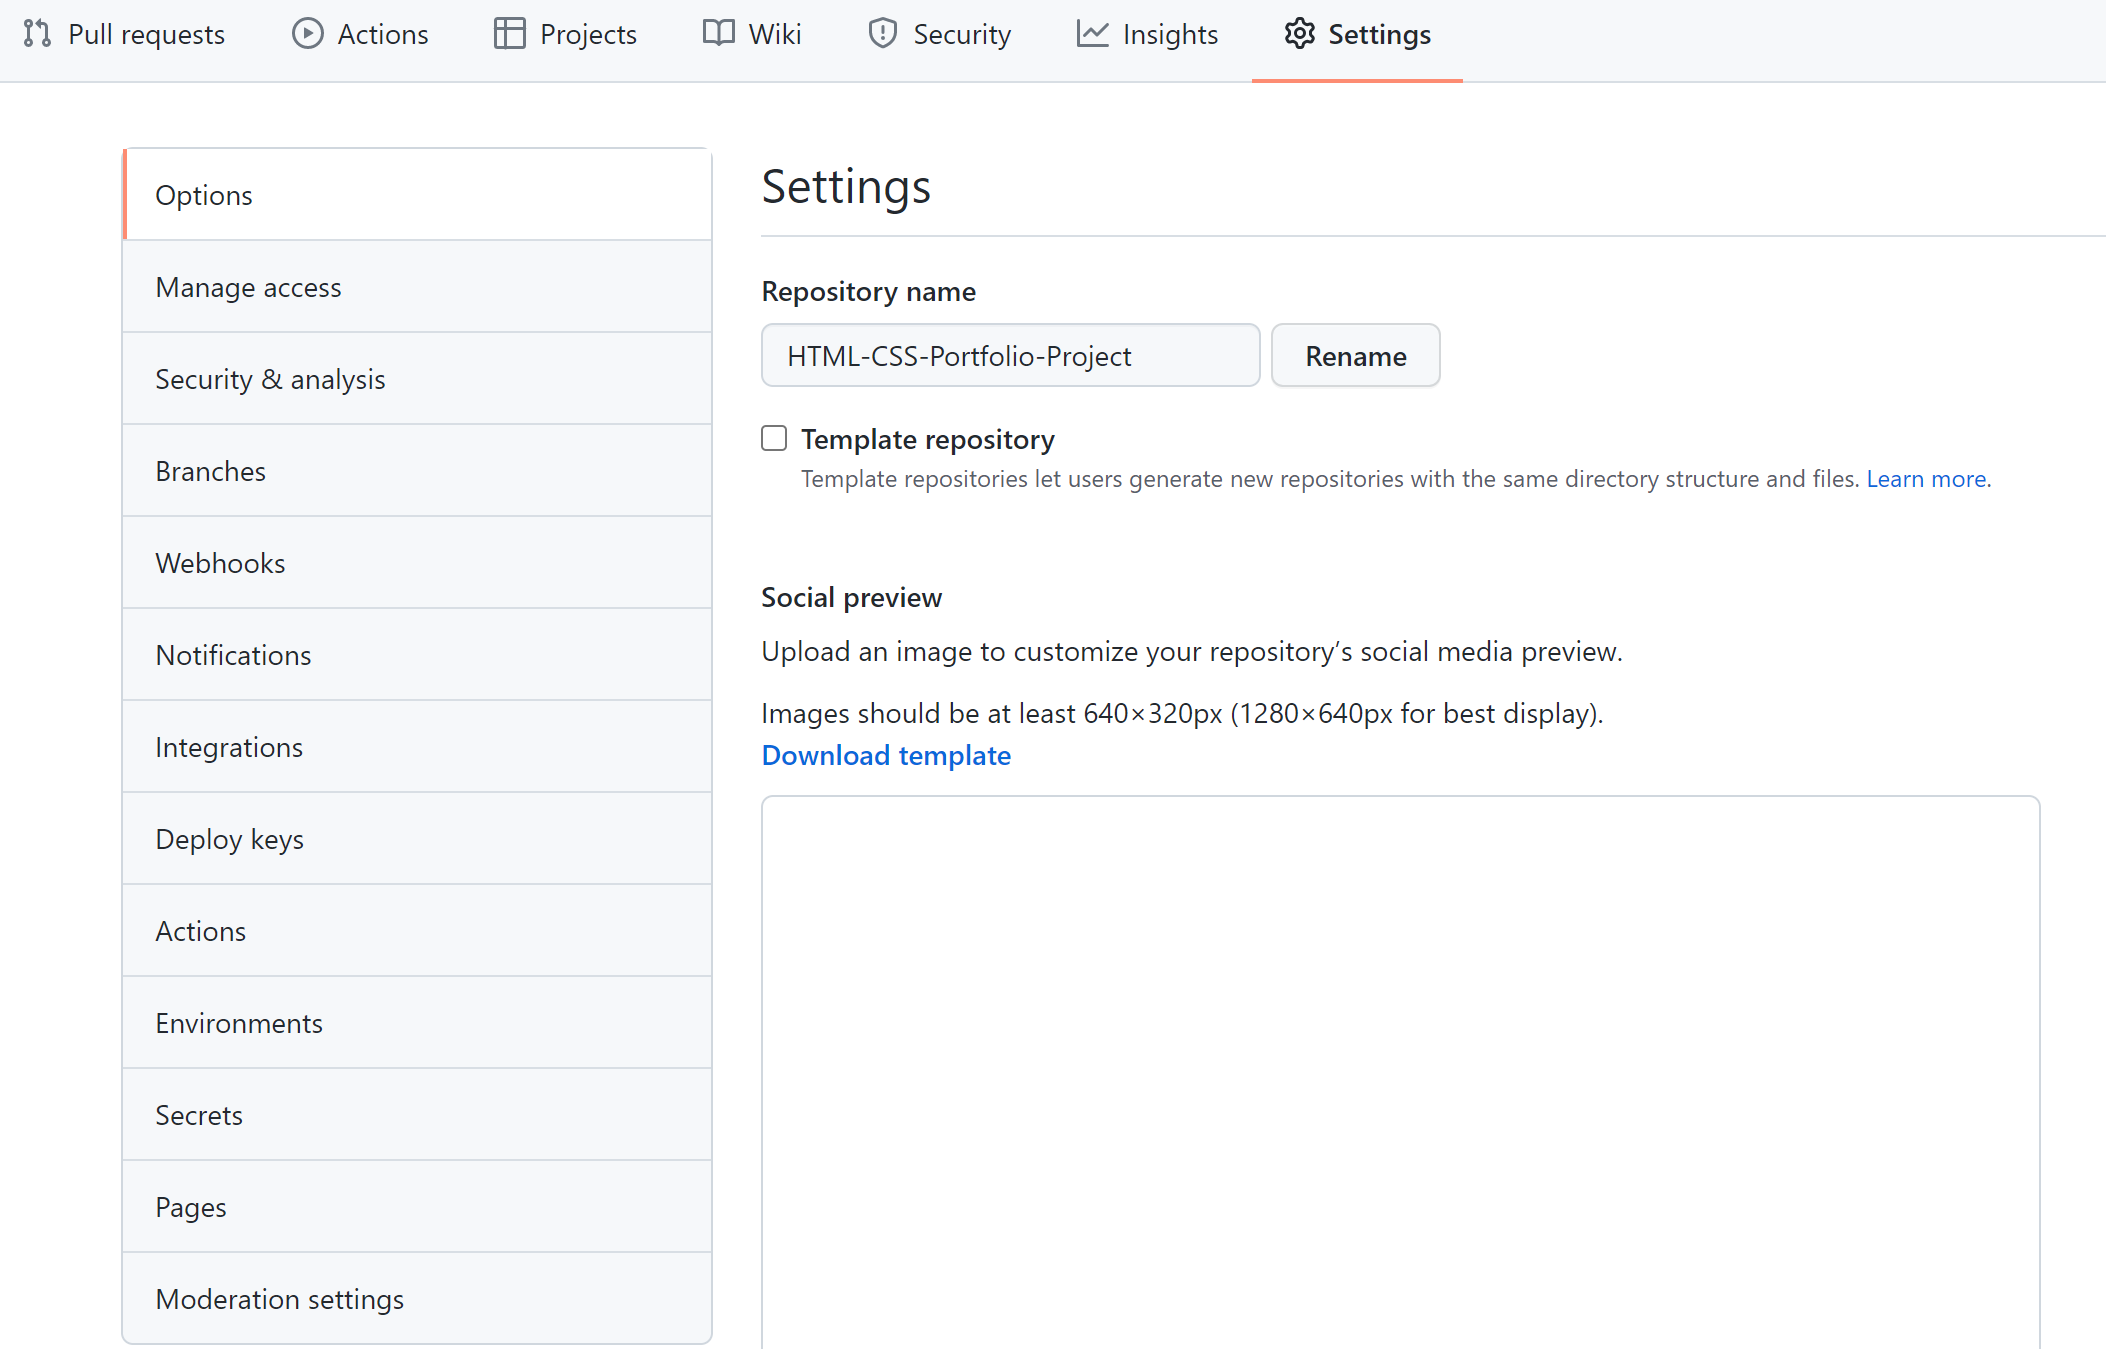 Pull requests Actions Projects Wiki Security Insights Settings
Options
Manage access
Security & analysis
Branches
Webhooks
Notifications
Integrations
Deploy keys
Actions
Environments
Secrets
Pages
Moderation settings
Settings
Repository name
HTML-CSS-Portfolio-Project Rename
Template repository
Template repositories let users generate new repositories with the same directory structure and files. Learn more.
Social preview
Upload an image to customize your repository’s social media preview.
Images should be at least 640×320px (1280×640px for best display).
Download template